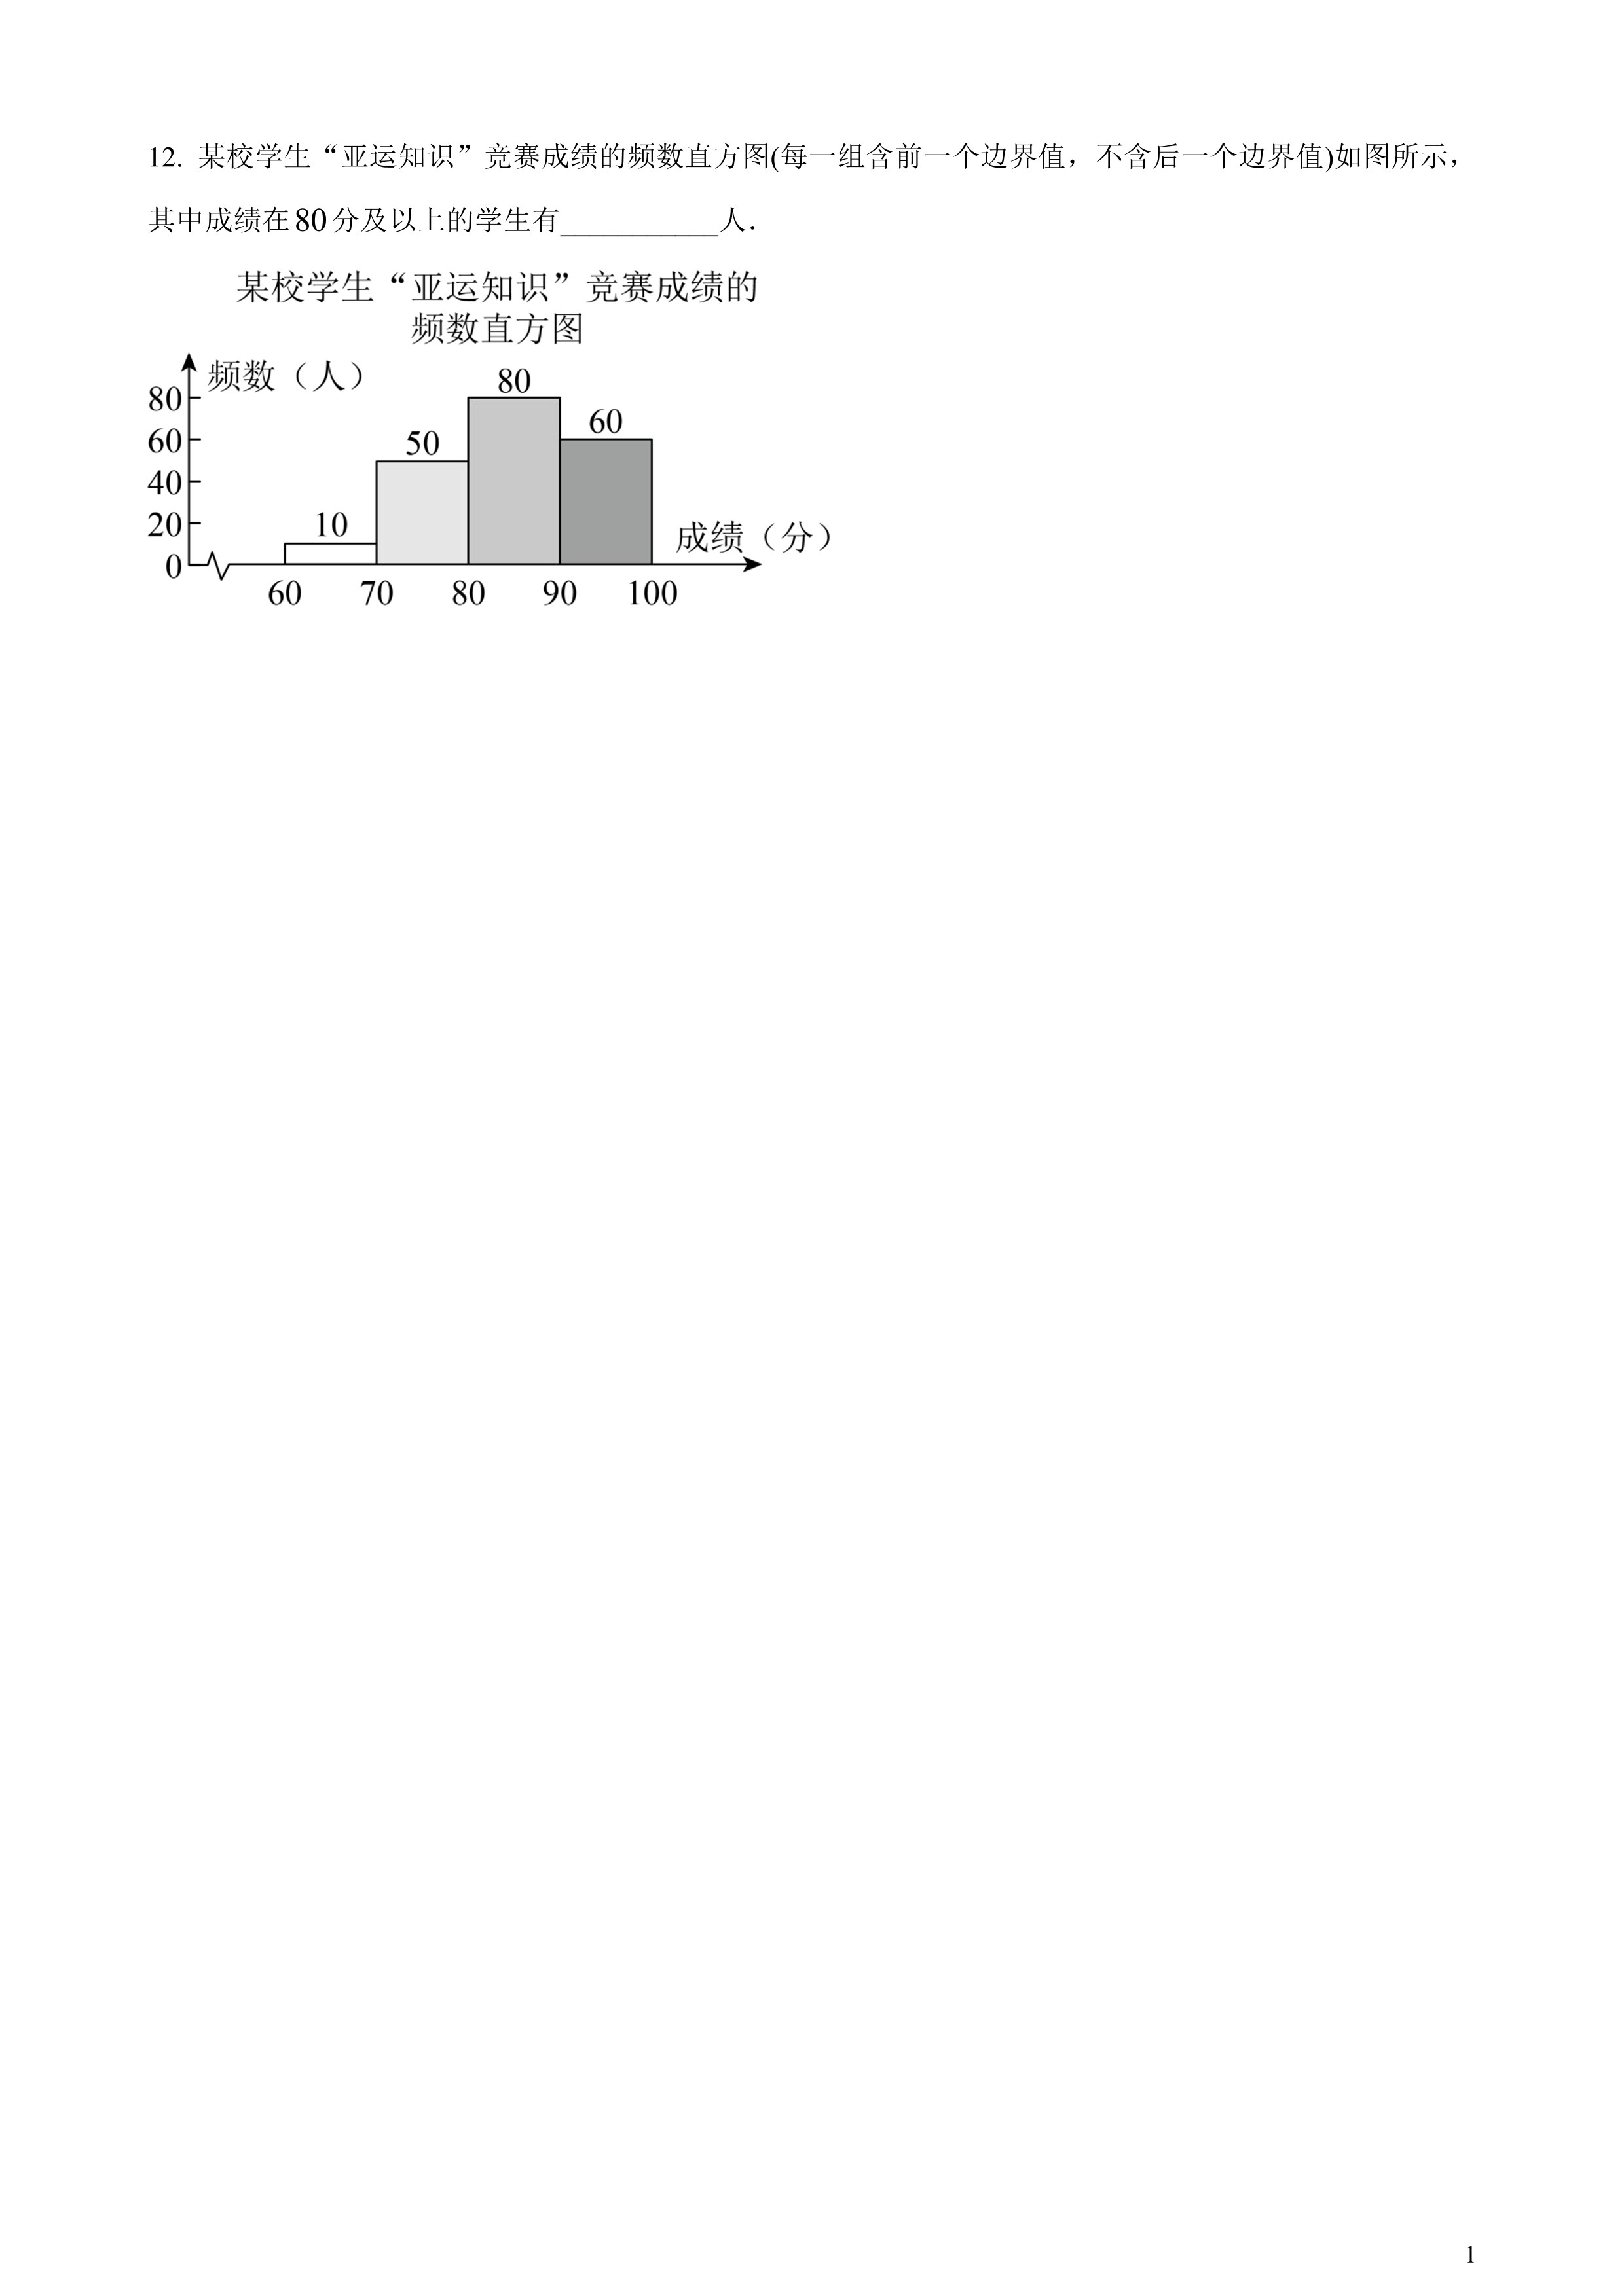 12. 某校学生“亚运知识”竞赛成绩的频数直方图(每一组含前一个边界值，不含后一个边界值)如图所示，
其中成绩在80分及以上的学生有___________人.
某校学生“亚运知识”竞赛成绩的
频数直方图
频数（人）
80
60
40
20
0
10
50
80
60
成绩（分）
60 70 80 90 100
1